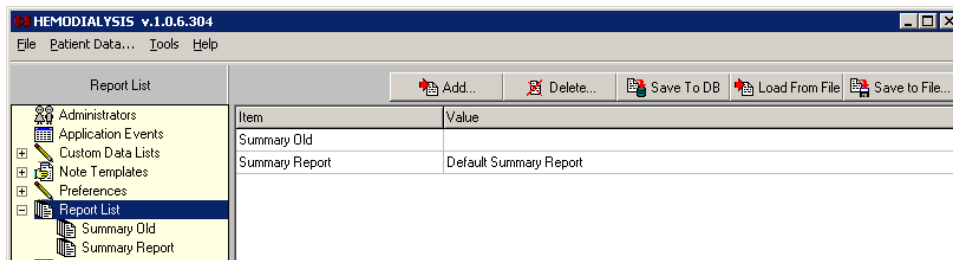 HEMODIALYSIS v.1.0.6.304
File Patient Data... Tools Help
Report List
Add... Delete... Save To DB Load From File Save to File...
Administrators
Application Events
Custom Data Lists
Note Templates
Preferences
Report List
Summary Old
Summary Report
Item Value
Summary Old
Summary Report Default Summary Report